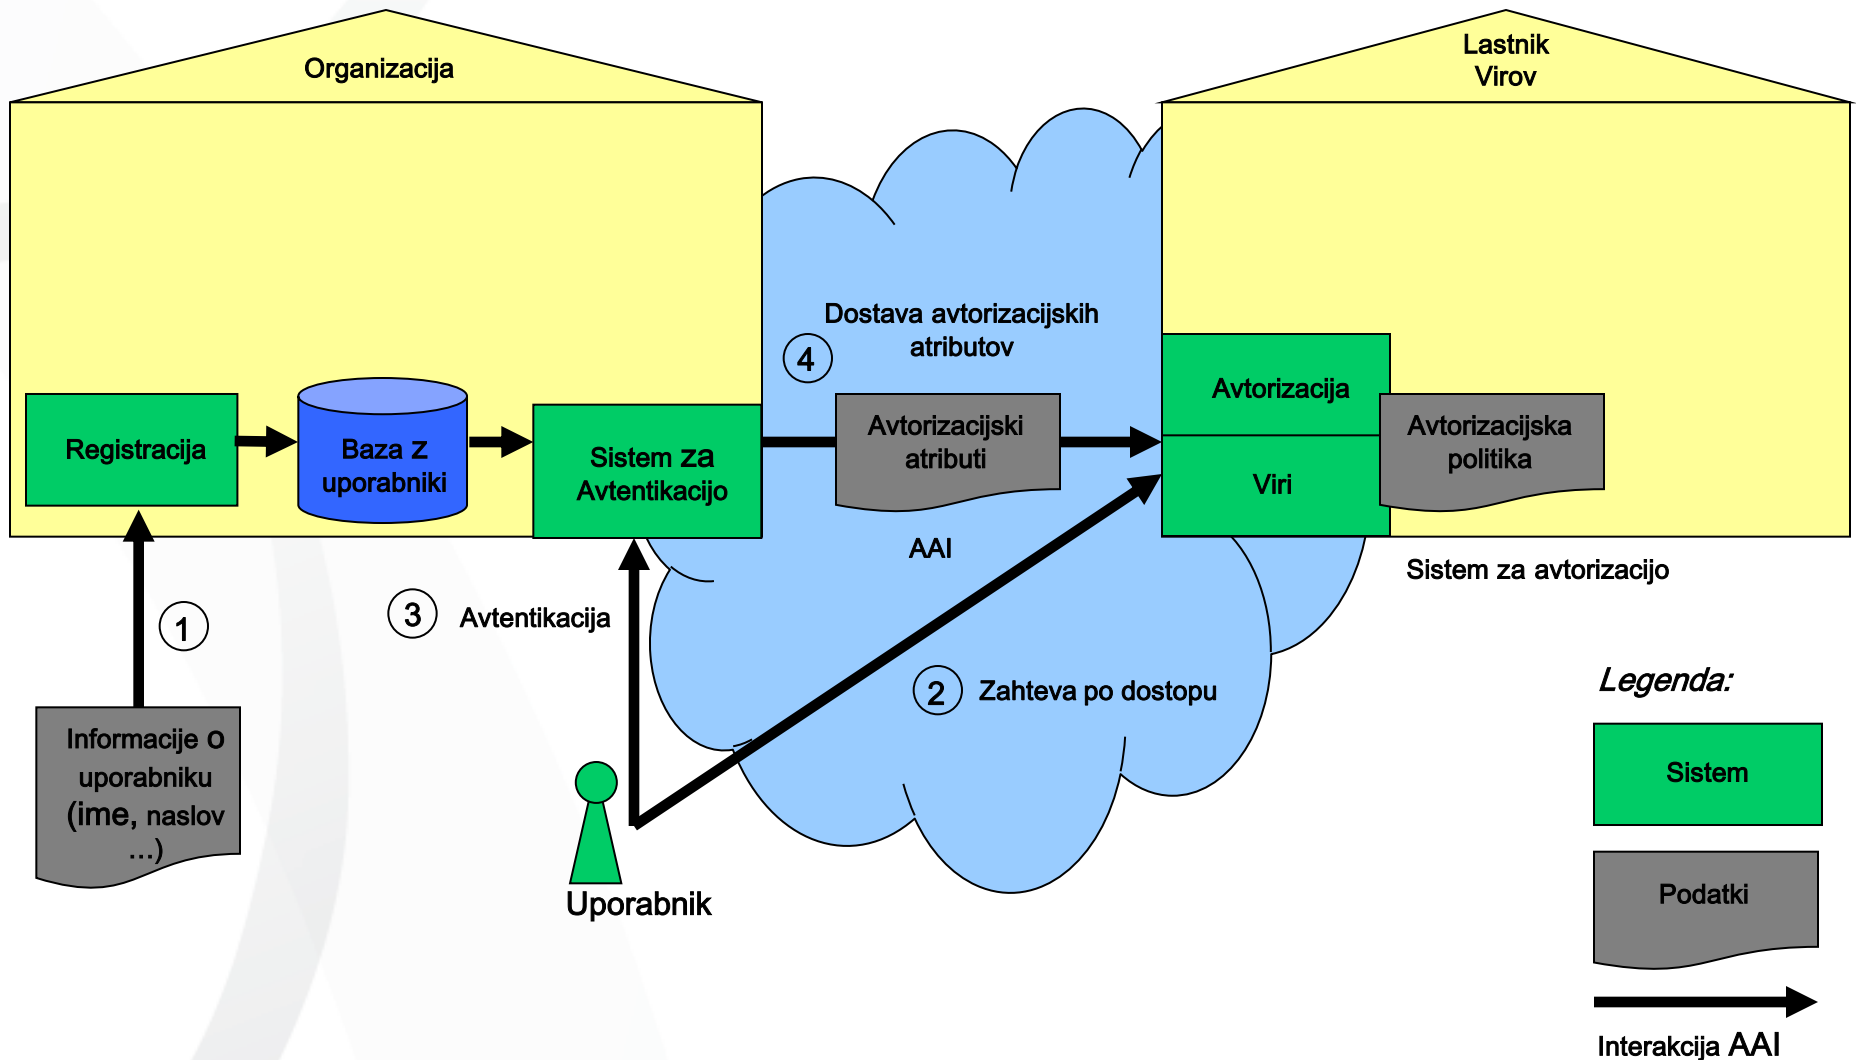 Organizacija
Lastnik
Virov
Dostava avtorizacijskih
atributov
4
Registracija
Baza z
uporabniki
Sistem za
Avtentikacijo
Avtorizacijski
atributi
Avtorizacija
Viri
Avtorizacijska
politika
AAI
Sistem za avtorizacijo
1
3
Avtentikacija
2
Zahteva po dostopu
Informacije o
uporabniku
(ime, naslov
...)
Uporabnik
Legenda:
Sistem
Podatki
Interakcija AAI